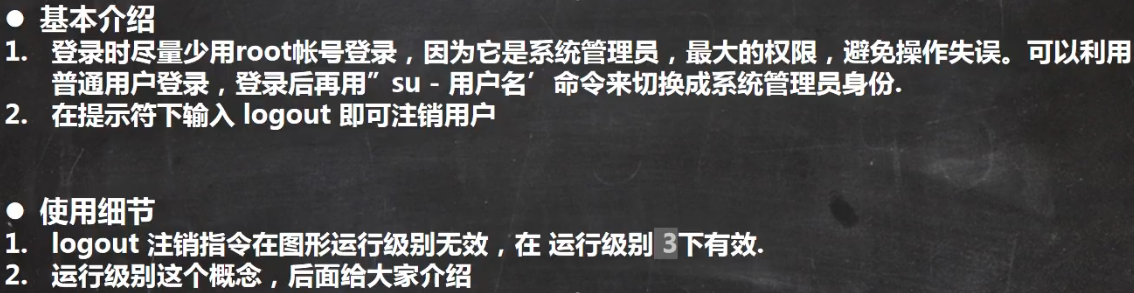 ● 基本介绍
1. 登录时尽量少用root帐号登录，因为它是系统管理员，最大的权限，避免操作失误。可以利用
普通用户登录，登录后再用”su - 用户名’命令来切换成系统管理员身份.
2. 在提示符下输入 logout 即可注销用户
● 使用细节
1. logout 注销指令在图形运行级别无效，在 运行级别 3下有效.
2. 运行级别这个概念，后面给大家介绍